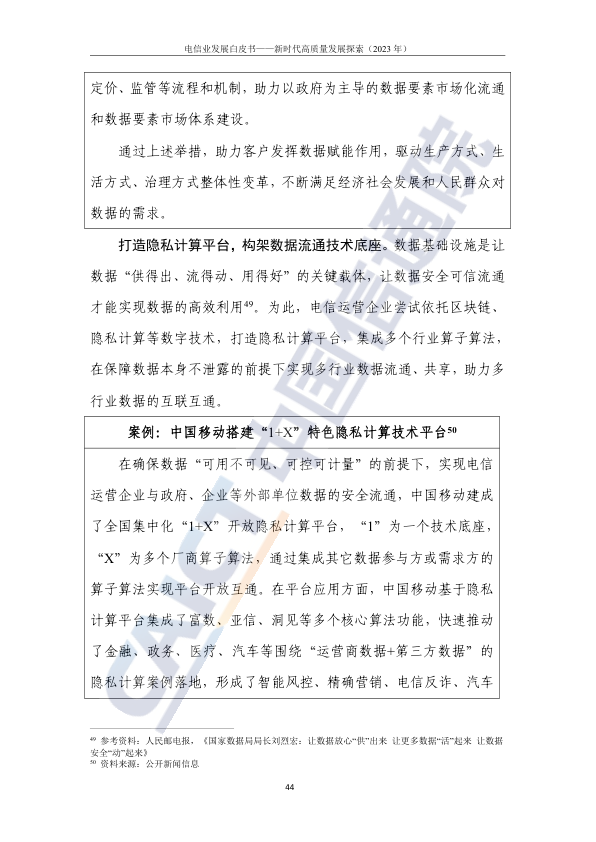 电信业发展白皮书——新时代高质量发展探索（2023 年）
定价、监管等流程和机制，助力以政府为主导的数据要素市场化流通
和数据要素市场体系建设。
通过上述举措，助力客户发挥数据赋能作用，驱动生产方式、生
活方式、治理方式整体性变革，不断满足经济社会发展和人民群众对
数据的需求。
打造隐私计算平台，构架数据流通技术底座。数据基础设施是让
数据“供得出、流得动、用得好”的关键载体，让数据安全可信流通
才能实现数据的高效利用49。为此，电信运营企业尝试依托区块链、
隐私计算等数字技术，打造隐私计算平台，集成多个行业算子算法，
在保障数据本身不泄露的前提下实现多行业数据流通、共享，助力多
行业数据的互联互通。
案例：中国移动搭建“1+X”特色隐私计算技术平台50
在确保数据“可用不可见、可控可计量”的前提下，实现电信
运营企业与政府、企业等外部单位数据的安全流通，中国移动建成
了全国集中化“1+X”开放隐私计算平台，“1”为一个技术底座，
“X”为多个厂商算子算法，通过集成其它数据参与方或需求方的
算子算法实现平台开放互通。在平台应用方面，中国移动基于隐私
计算平台集成了富数、亚信、洞见等多个核心算法功能，快速推动
了金融、政务、医疗、汽车等围绕“运营商数据+第三方数据”的
隐私计算案例落地，形成了智能风控、精确营销、电信反诈、汽车
49 参考资料：人民邮电报，《国家数据局局长刘烈宏：让数据放心“供”出来 让更多数据“活”起来 让数据
安全“动”起来》
50 资料来源：公开新闻信息
44
CAICT 中国信通院